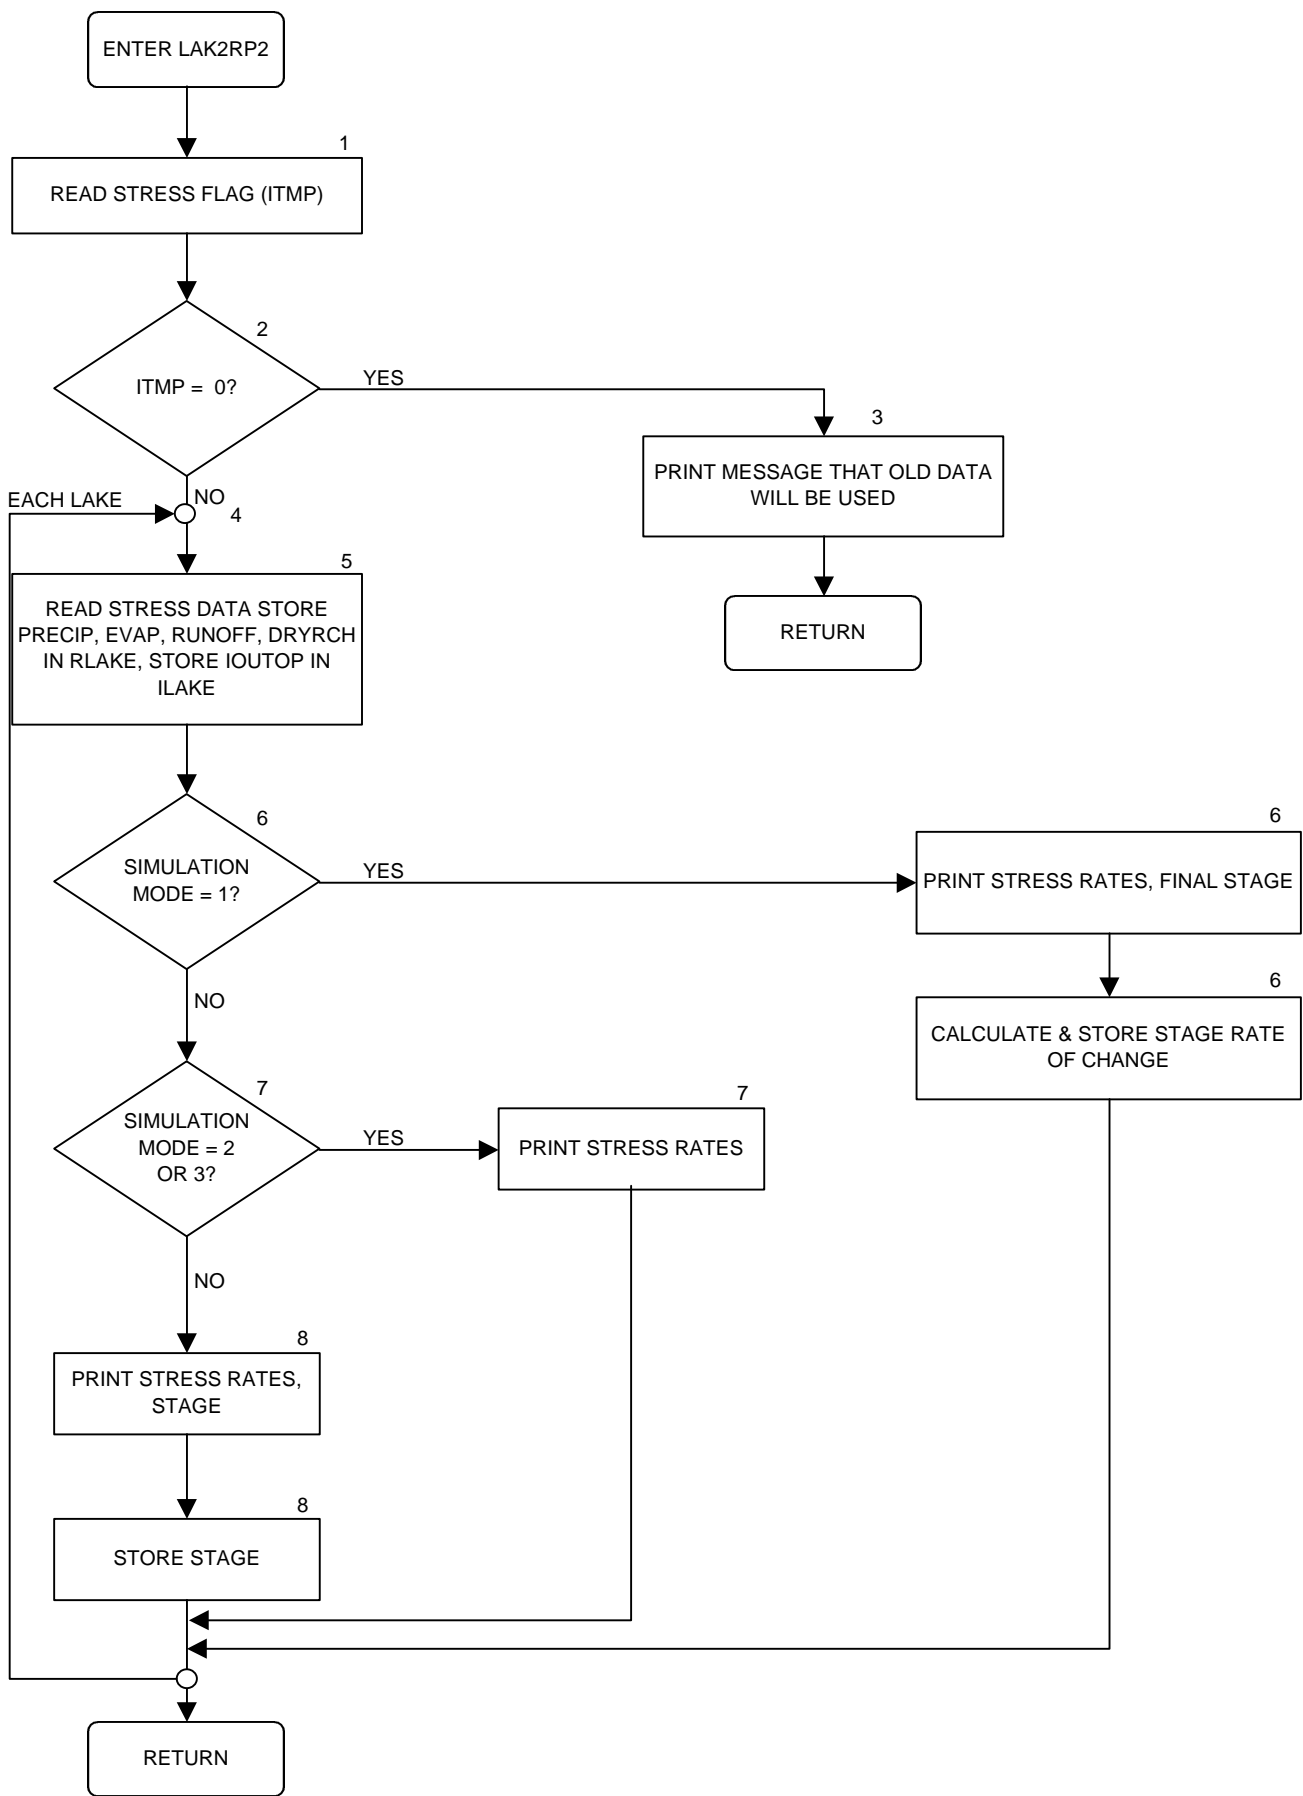 ENTER LAK2RP2
1
READ STRESS FLAG (ITMP)
2
ITMP =  0?
YES
3
PRINT MESSAGE THAT OLD DATA
WILL BE USED
RETURN
NO
EACH LAKE
4
5
READ STRESS DATA STORE
PRECIP, EVAP, RUNOFF, DRYRCH
IN RLAKE, STORE IOUTOP IN
ILAKE
6
SIMULATION
MODE = 1?
YES
6
PRINT STRESS RATES, FINAL STAGE
6
CALCULATE & STORE STAGE RATE
OF CHANGE
NO
7
SIMULATION
MODE = 2
OR 3?
YES
7
PRINT STRESS RATES
NO
8
PRINT STRESS RATES,
STAGE
8
STORE STAGE
RETURN